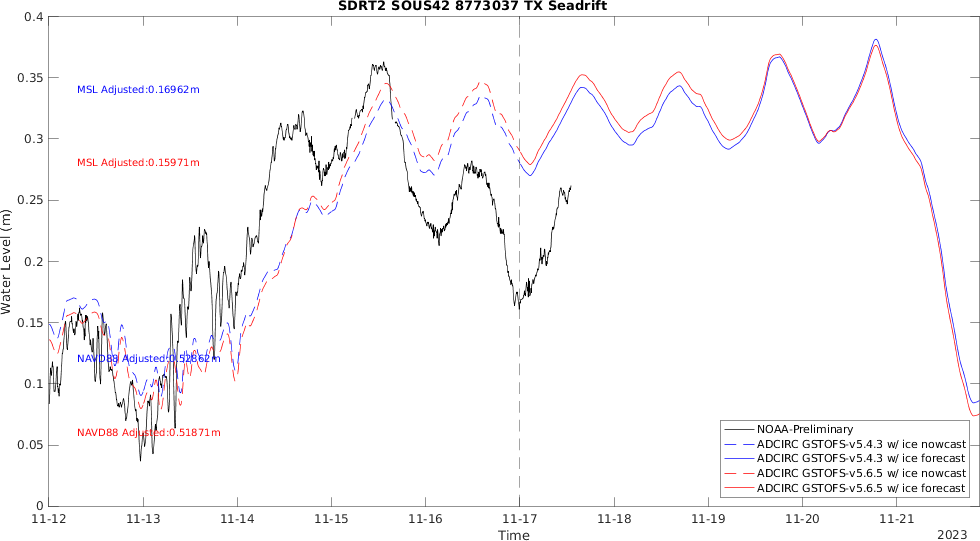 SDRT2 SOUS42 8773037 TX Seadrift
0.4
0.35
0.3
0.25
0.2
0.15
0.1
0.05
0
Water Level (m)
MSL Adjusted:0.16962m
MSL Adjusted:0.15971m
NAVD88 Adjusted:0.52862m
NAVD88 Adjusted:0.51871m
NOAA-Preliminary
ADCIRC GSTOFS-v5.4.3 w/ ice nowcast
ADCIRC GSTOFS-v5.4.3 w/ ice forecast
ADCIRC GSTOFS-v5.6.5 w/ ice nowcast
ADCIRC GSTOFS-v5.6.5 w/ ice forecast
11-12 11-13 11-14 11-15 11-16 11-17 11-18 11-19 11-20 11-21
Time
2023